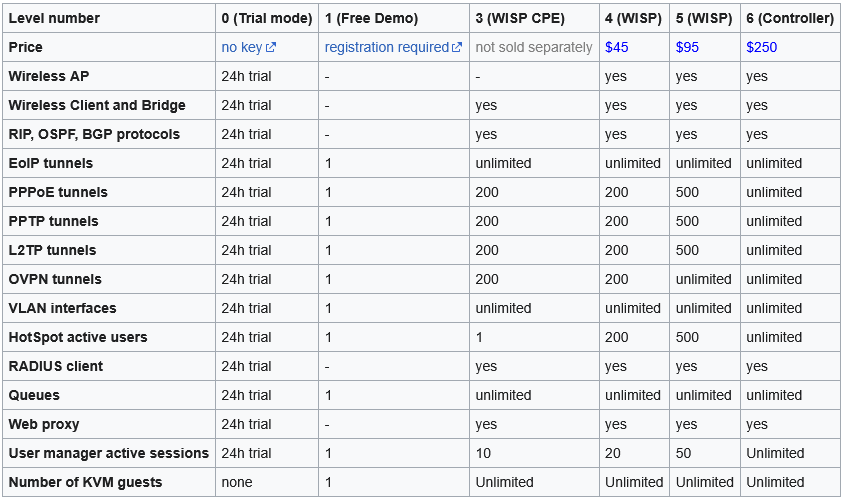 Level number 0 (Trial mode) 1 (Free Demo) 3 (WISP CPE) 4 (WISP) 5 (WISP) 6 (Controller)
Price no key registration required not sold separately $45 $95 $250
Wireless AP 24h trial - - yes yes yes
Wireless Client and Bridge 24h trial - yes yes yes yes
RIP, OSPF, BGP protocols 24h trial - yes yes yes yes
EoIP tunnels 24h trial 1 unlimited unlimited unlimited unlimited
PPPoE tunnels 24h trial 1 200 200 500 unlimited
PPTP tunnels 24h trial 1 200 200 500 unlimited
L2TP tunnels 24h trial 1 200 200 500 unlimited
OVPN tunnels 24h trial 1 200 200 unlimited unlimited
VLAN interfaces 24h trial 1 unlimited unlimited unlimited unlimited
HotSpot active users 24h trial 1 1 200 500 unlimited
RADIUS client 24h trial - yes yes yes yes
Queues 24h trial 1 unlimited unlimited unlimited unlimited
Web proxy 24h trial - yes yes yes yes
User manager active sessions 24h trial 1 10 20 50 Unlimited
Number of KVM guests none 1 Unlimited Unlimited Unlimited Unlimited